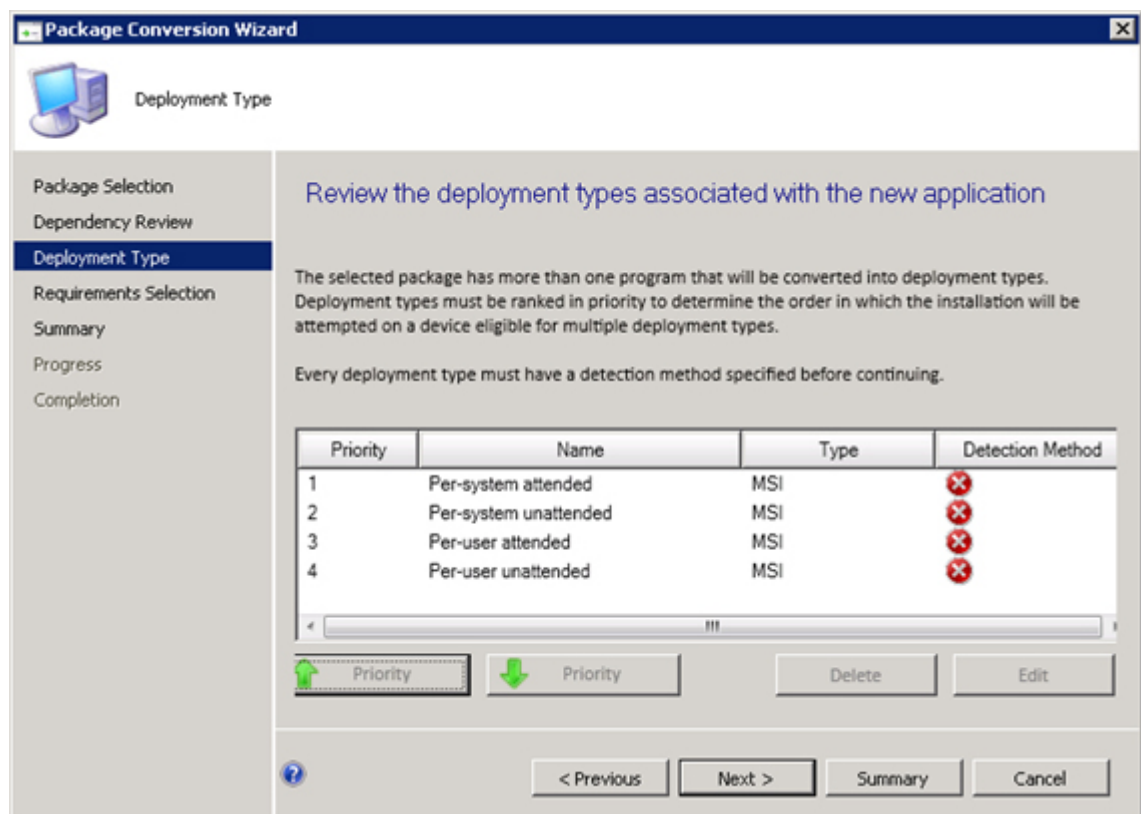 Package Conversion Wizard
Deployment Type
Package Selection
Dependency Review
Deployment Type
Requirements Selection
Summary
Progress
Completion
Review the deployment types associated with the new application
The selected package has more than one program that will be converted into deployment types.
Deployment types must be ranked in priority to determine the order in which the installation will be
attempted on a device eligible for multiple deployment types.
Every deployment type must have a detection method specified before continuing.
Priority Name Type Detection Method
1 Per-system attended MSI
2 Per-system unattended MSI
3 Per-user attended MSI
4 Per-user unattended MSI
Priority Priority Delete Edit
< Previous Next > Summary Cancel